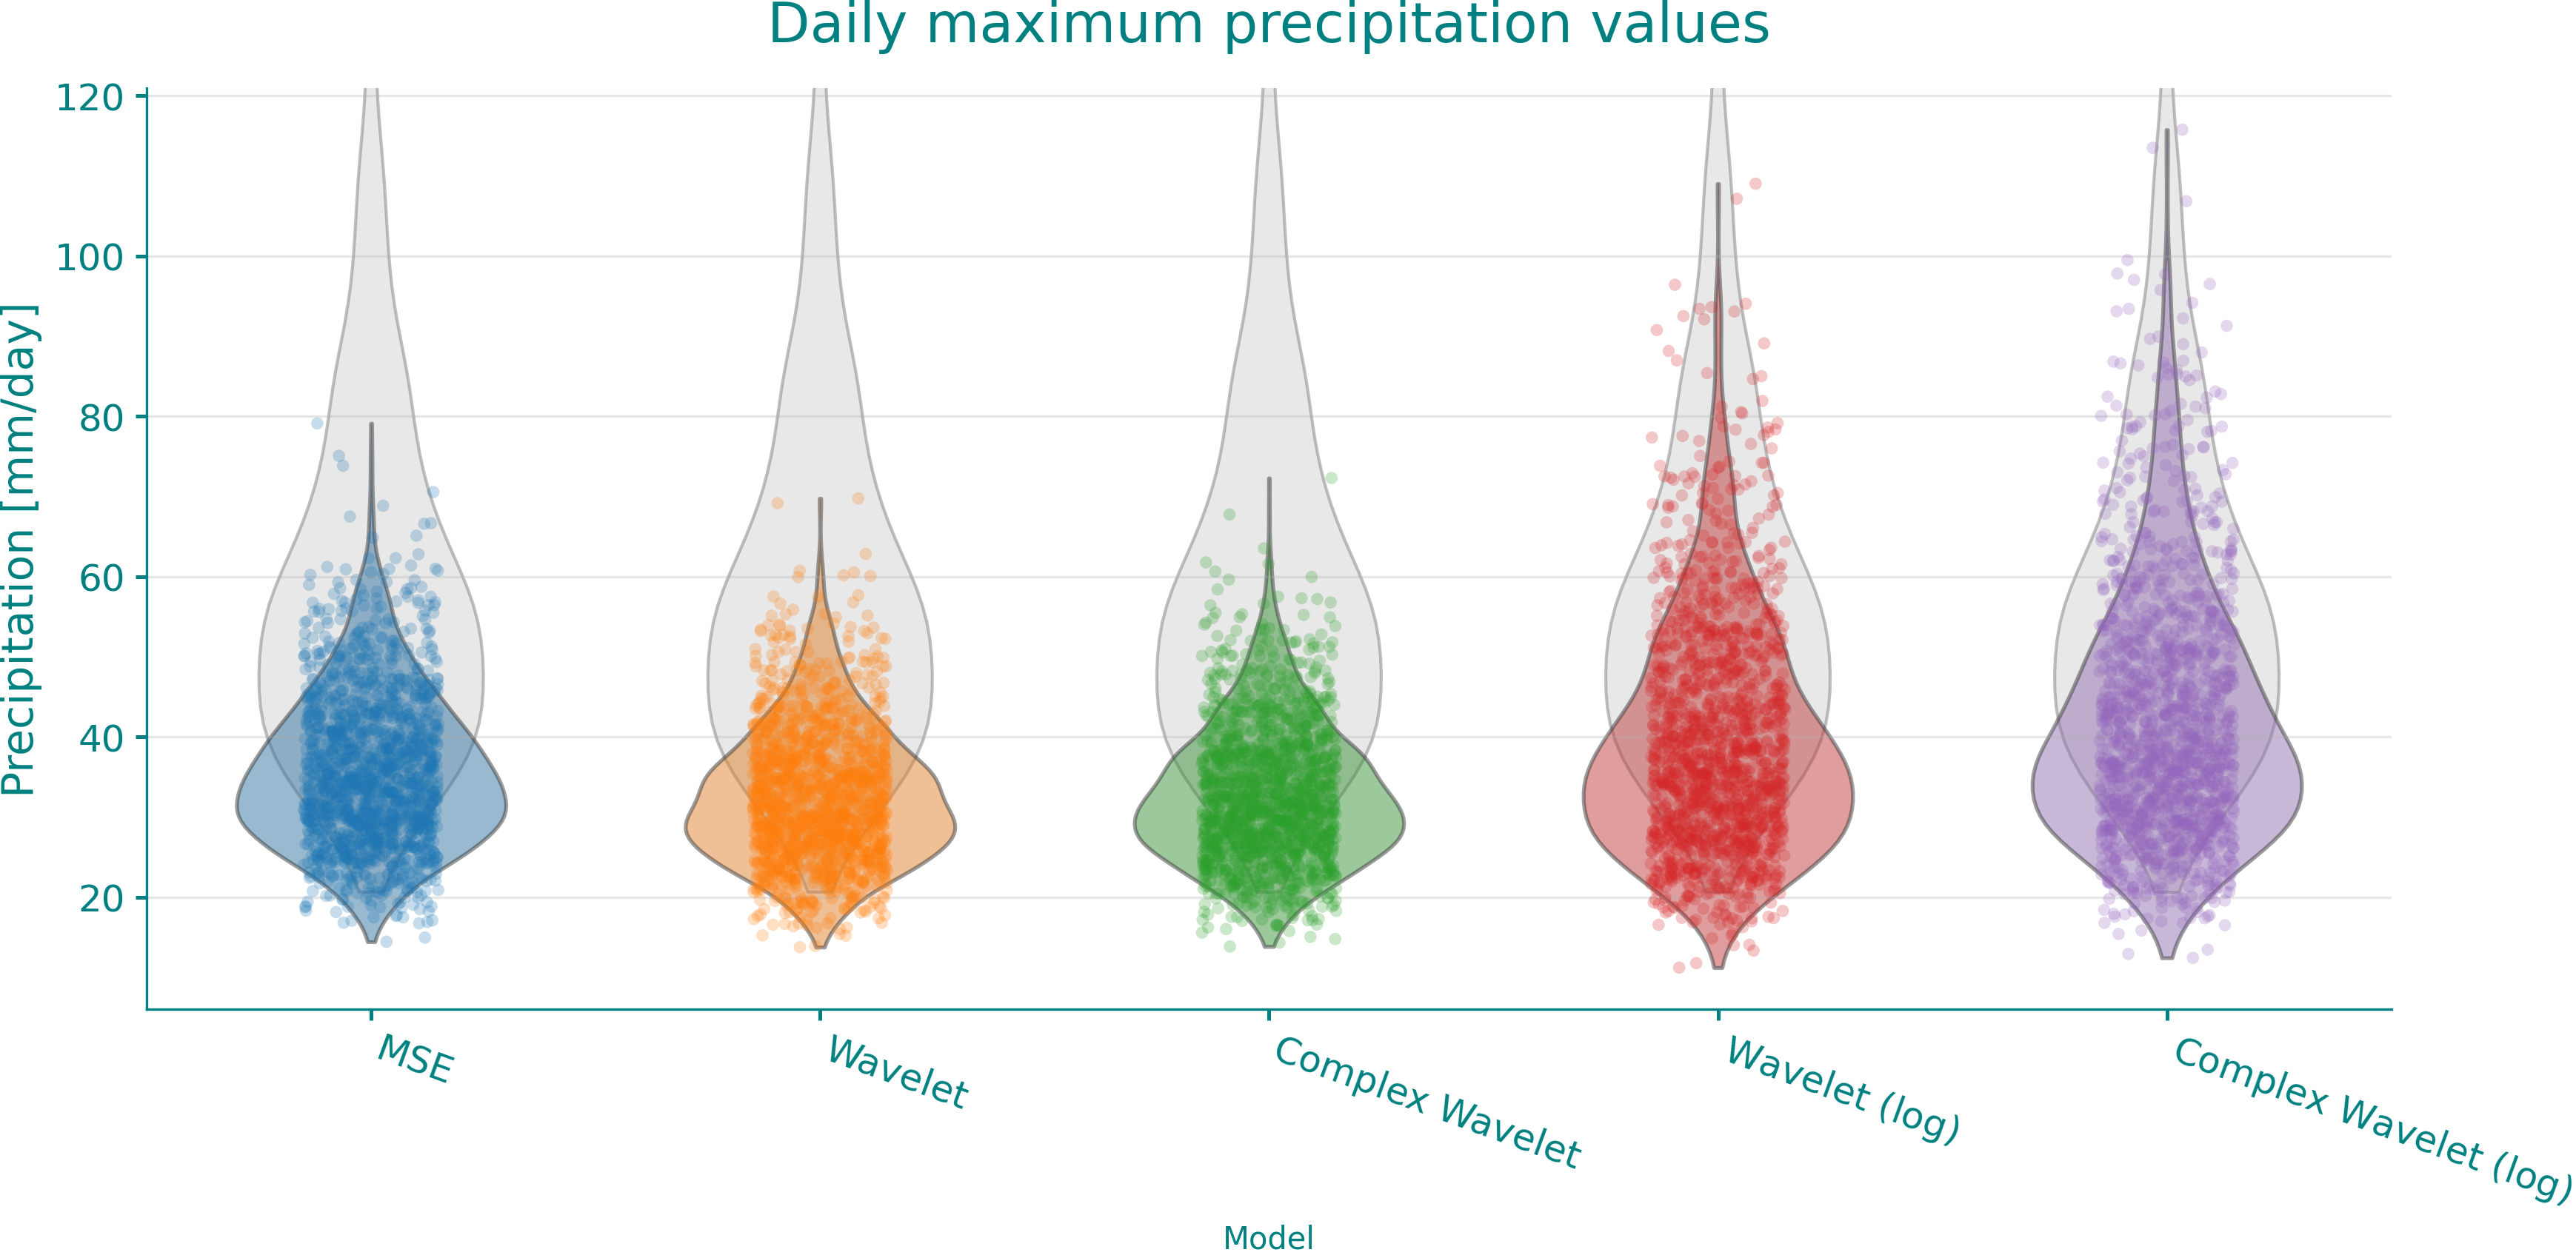 Daily maximum precipitation values
Precipitation [mm/day]
120
100
80
60
40
20
MSE
Wavelet
Complex Wavelet
Wavelet (log)
Complex Wavelet (log)
Model